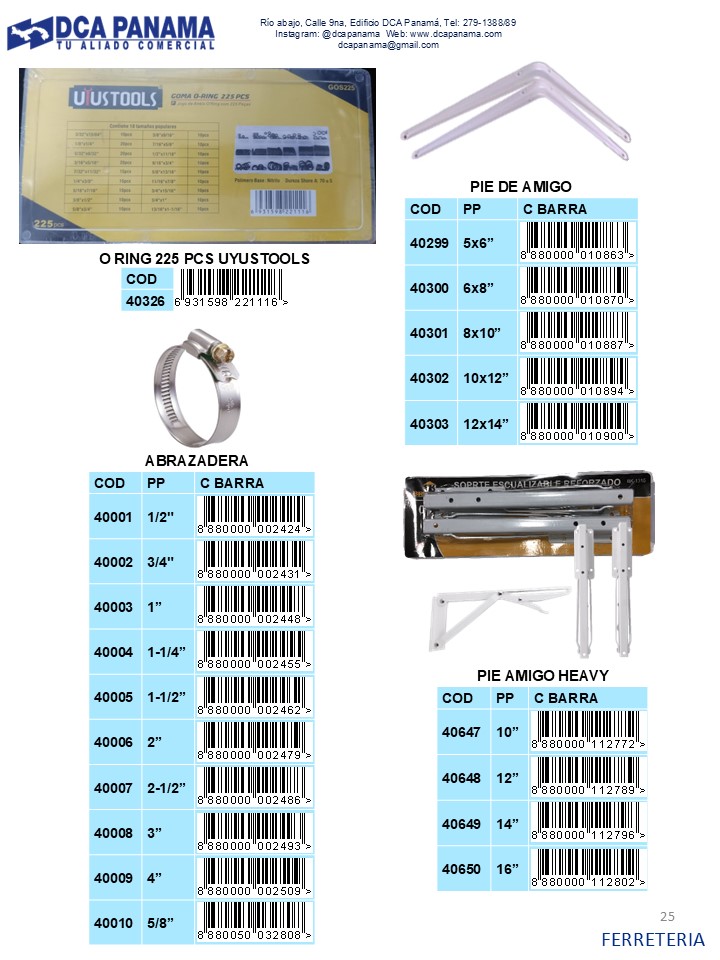 DCA PANAMA
TU ALIADO COMERCIAL
Río abajo, Calle 9na, Edificio DCA Panamá, Tel: 279-1388/89
Instagram: @dcapanama Web: www.dcapanama.com
dcapanama@gmail.com
UYUSTOOLS
GOMA O-RING 225 PCS
GOS225
225 pcs
6 931598 221116
O RING 225 PCS UYUSTOOLS
COD
40326 6 931598 221116 >
ABRAZADERA
COD PP C BARRA
40001 1/2" 8 880000 002424 >
40002 3/4" 8 880000 002431 >
40003 1” 8 880000 002448 >
40004 1-1/4” 8 880000 002455 >
40005 1-1/2” 8 880000 002462 >
40006 2” 8 880000 002479 >
40007 2-1/2” 8 880000 002486 >
40008 3” 8 880000 002493 >
40009 4” 8 880000 002509 >
40010 5/8” 8 880050 032808 >
PIE DE AMIGO
COD PP C BARRA
40299 5x6” 8 880000 010863 >
40300 6x8” 8 880000 010870 >
40301 8x10” 8 880000 010887 >
40302 10x12” 8 880000 010894 >
40303 12x14” 8 880000 010900 >
SOPRTE ESCUALIZABLE REFORZADO
PIE AMIGO HEAVY
COD PP C BARRA
40647 10” 8 880000 112772 >
40648 12” 8 880000 112789 >
40649 14” 8 880000 112796 >
40650 16” 8 880000 112802 >
25
FERRETERIA